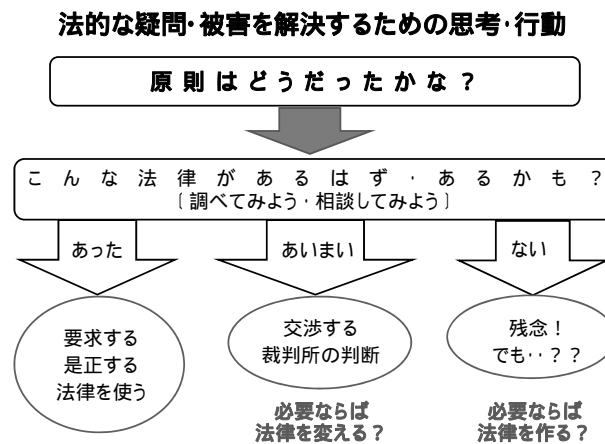 法的な疑問・被害を解決するための思考・行動
原則はどうだったかな？
こんな法律があるはず・あるかも？
〔調べてみよう・相談してみよう〕
あった
あいまい
ない
要求する
是正する
法律を使う
交渉する
裁判所の判断
残念！
でも‥？？
必要ならば
法律を変える？
必要ならば
法律を作る？